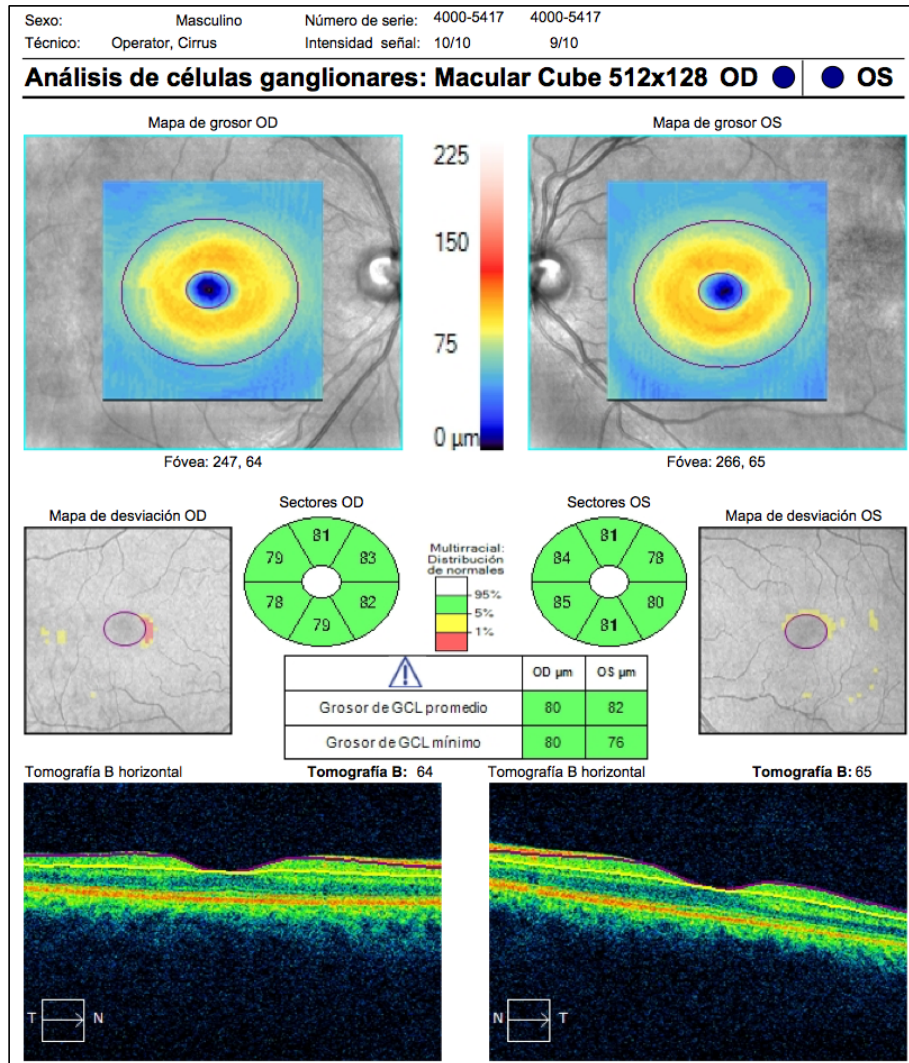 Sexo: Masculino Número de serie: 4000-5417 4000-5417
Técnico: Operator, Cirrus Intensidad señal: 10/10 9/10
Análisis de células ganglionares: Macular Cube 512x128 OD OS
Mapa de grosor OD
Mapa de grosor OS
225
150
75
0 µm
Fóvea: 247, 64
Fóvea: 266, 65
Mapa de desviación OD
Sectores OD
Sectores OS
Mapa de desviación OS
81
79 83
78 82
79
Multirracial:
Distribución
de normales
95%
5%
1%
81
84 78
85 80
81
OD µm OS µm
Grosor de GCL promedio 80 82
Grosor de GCL mínimo 80 76
Tomografía B horizontal Tomografía B: 64
Tomografía B horizontal Tomografía B: 65
T N
N T